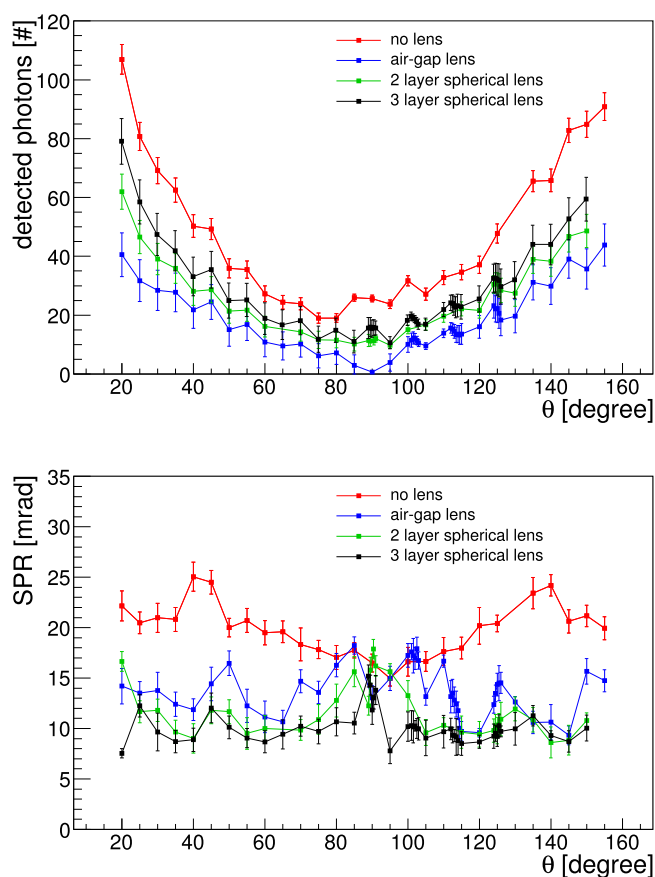 detected photons [#]
120
100
80
60
40
20
0
no lens
air-gap lens
2 layer spherical lens
3 layer spherical lens
20 40 60 80 100 120 140 160
θ [degree]
SPR [mrad]
35
30
25
20
15
10
5
0
no lens
air-gap lens
2 layer spherical lens
3 layer spherical lens
20 40 60 80 100 120 140 160
θ [degree]